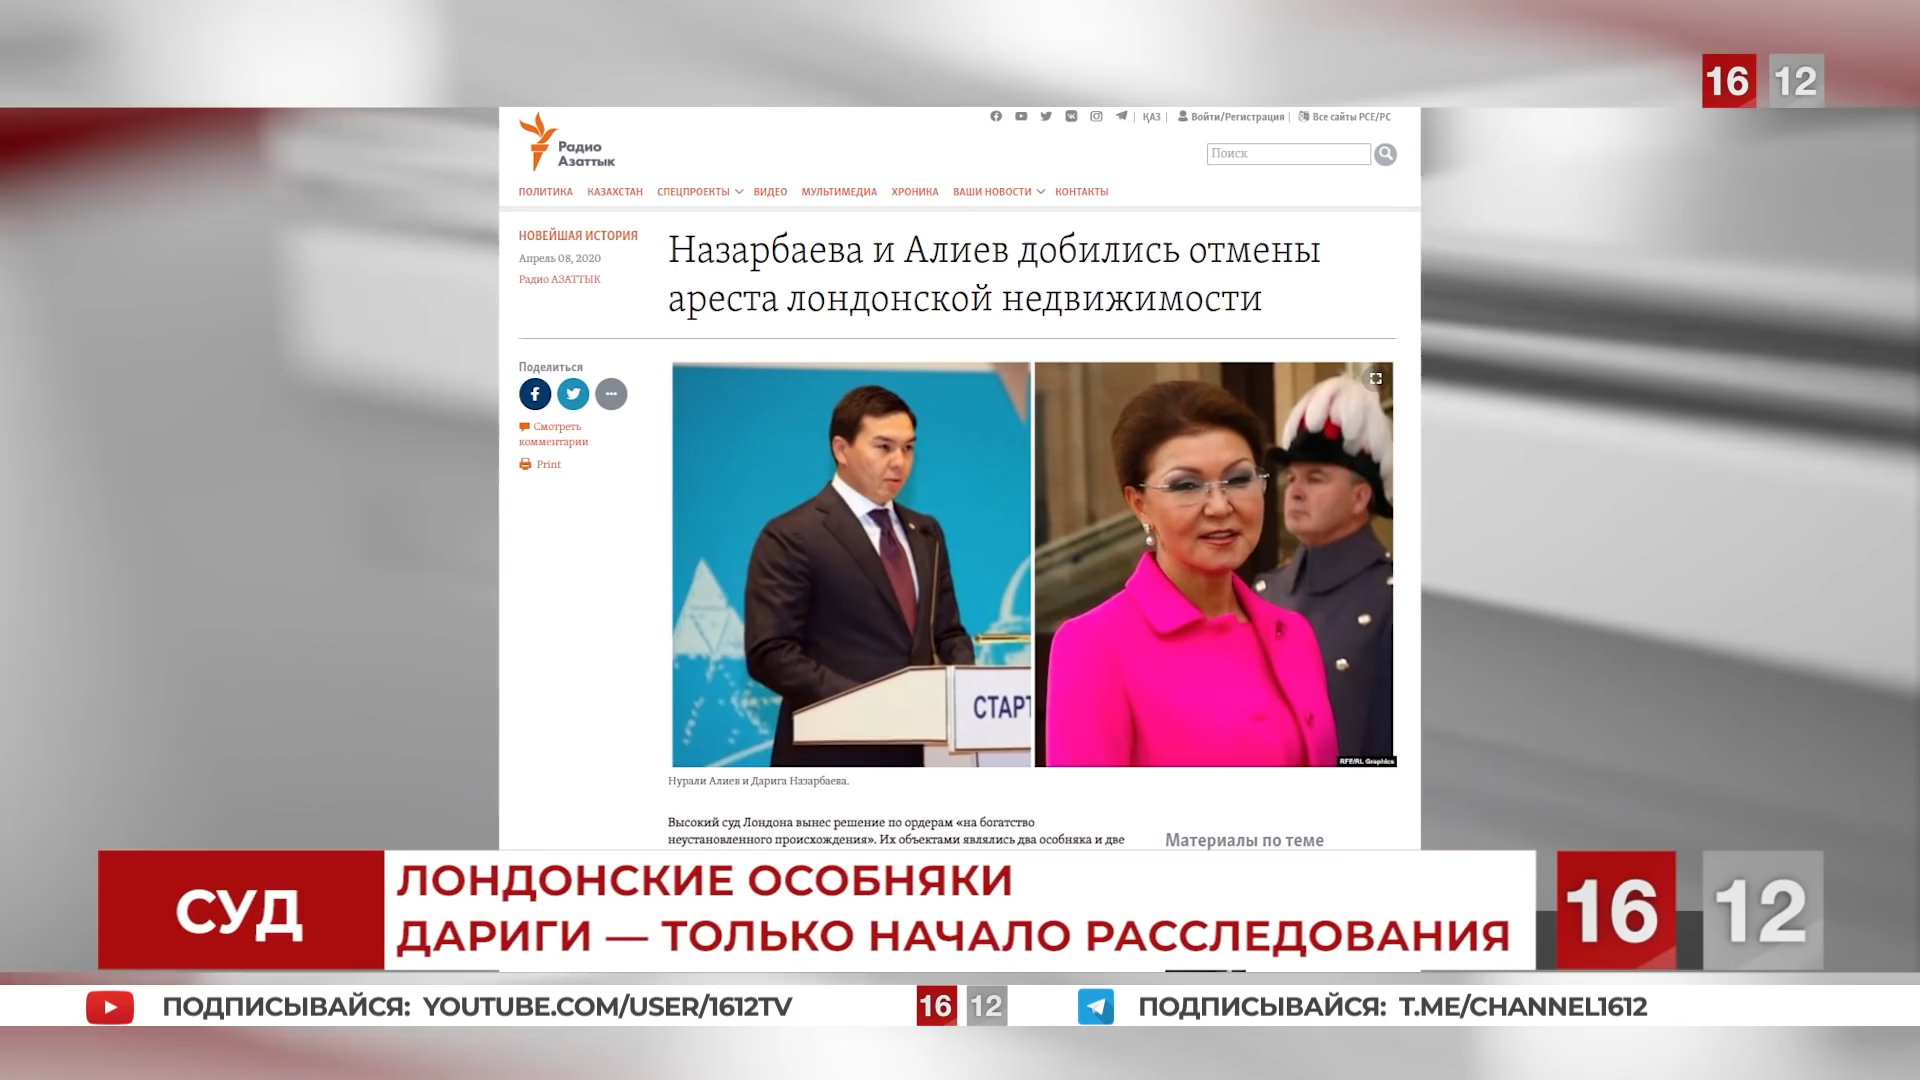 16 12
ҚАЗ
Войти/Регистрация
Все сайты РСЕ/РС
Радио
Азаттык
Поиск
ПОЛИТИКА КАЗАХСТАН СПЕЦПРОЕКТЫ ВИДЕО МУЛЬТИМЕДИА ХРОНИКА ВАШИ НОВОСТИ КОНТАКТЫ
НОВЕЙШАЯ ИСТОРИЯ
Апрель 08, 2020
Радио АЗАТТЫК
Назарбаева и Алиев добились отмены
ареста лондонской недвижимости
Поделиться
Смотреть
комментарии
Print
СТАРТ
RFE/RL Graphics
Нурали Алиев и Дарига Назарбаева.
Высокий суд Лондона вынес решение по ордерам «на богатство
неустановленного происхождения». Их объектами являлись два особняка и две
Материалы по теме
СУД
ЛОНДОНСКИЕ ОСОБНЯКИ
ДАРИГИ — ТОЛЬКО НАЧАЛО РАССЛЕДОВАНИЯ
16 12
ПОДПИСЫВАЙСЯ: YOUTUBE.COM/USER/1612TV
16 12
ПОДПИСЫВАЙСЯ: T.ME/CHANNEL1612